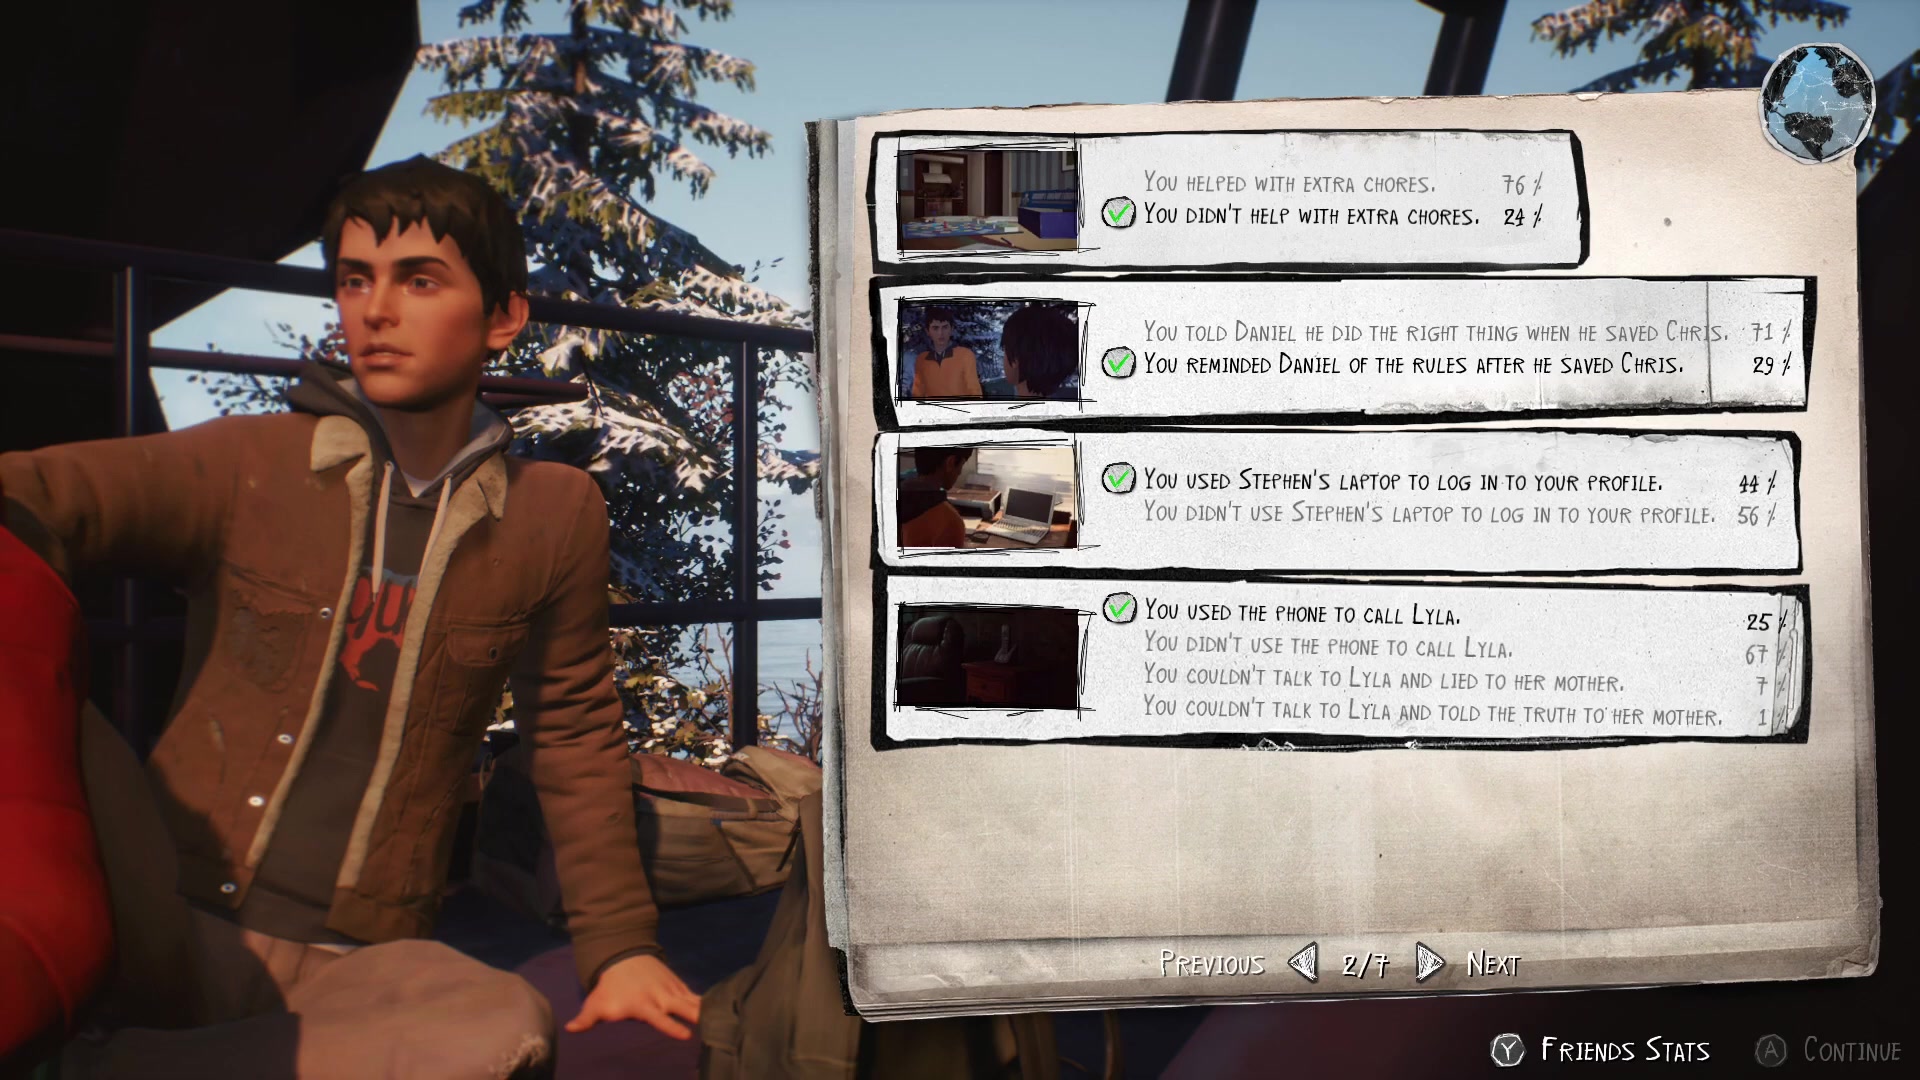 You helped with extra chores. 76 %
You didn't help with extra chores. 24 %
You told Daniel he did the right thing when he saved Chris. 71 %
You reminded Daniel of the rules after he saved Chris. 29 %
You used Stephen's laptop to log in to your profile. 44 %
You didn't use Stephen's laptop to log in to your profile. 56 %
You used the phone to call Lyla. 25 %
You didn't use the phone to call Lyla. 67 %
You couldn't talk to Lyla and lied to her mother. 7 %
You couldn't talk to Lyla and told the truth to her mother. 1 %
Previous 2/7 Next
Y Friends Stats A Continue